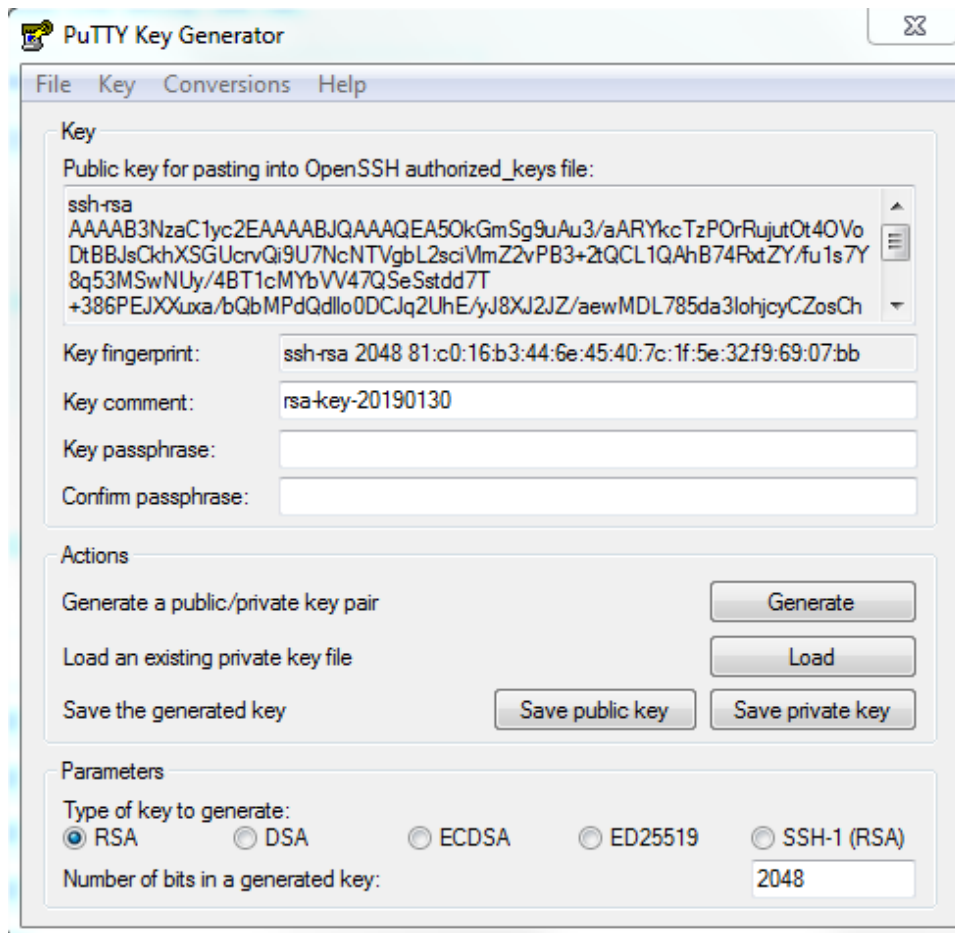 PuTTY Key Generator
File Key Conversions Help
Key
Public key for pasting into OpenSSH authorized_keys file:
ssh-rsa
AAAAB3NzaC1yc2EAAAABJQAAAQEA5OkGmSg9uAu3/aARYkcTzPOrRujutOt4OVo
DtBBJsCkhXSGUcrvQi9U7NcNTVgbL2sciVlmZ2vPB3+2tQCL1QAhB74RxtZY/fu1s7Y
8q53MSwNUy/4BT1cMYbVV47QSeSstdd7T
+386PEJXXuxa/bQbMPdQdllo0DCJq2UhE/yJ8XJ2JZ/aewMDL785da3lohjcyCZosCh
Key fingerprint: ssh-rsa 2048 81:c0:16:b3:44:6e:45:40:7c:1f:5e:32:f9:69:07:bb
Key comment: rsa-key-20190130
Key passphrase:
Confirm passphrase:
Actions
Generate a public/private key pair Generate
Load an existing private key file Load
Save the generated key Save public key Save private key
Parameters
Type of key to generate:
RSA DSA ECDSA ED25519 SSH-1 (RSA)
Number of bits in a generated key: 2048